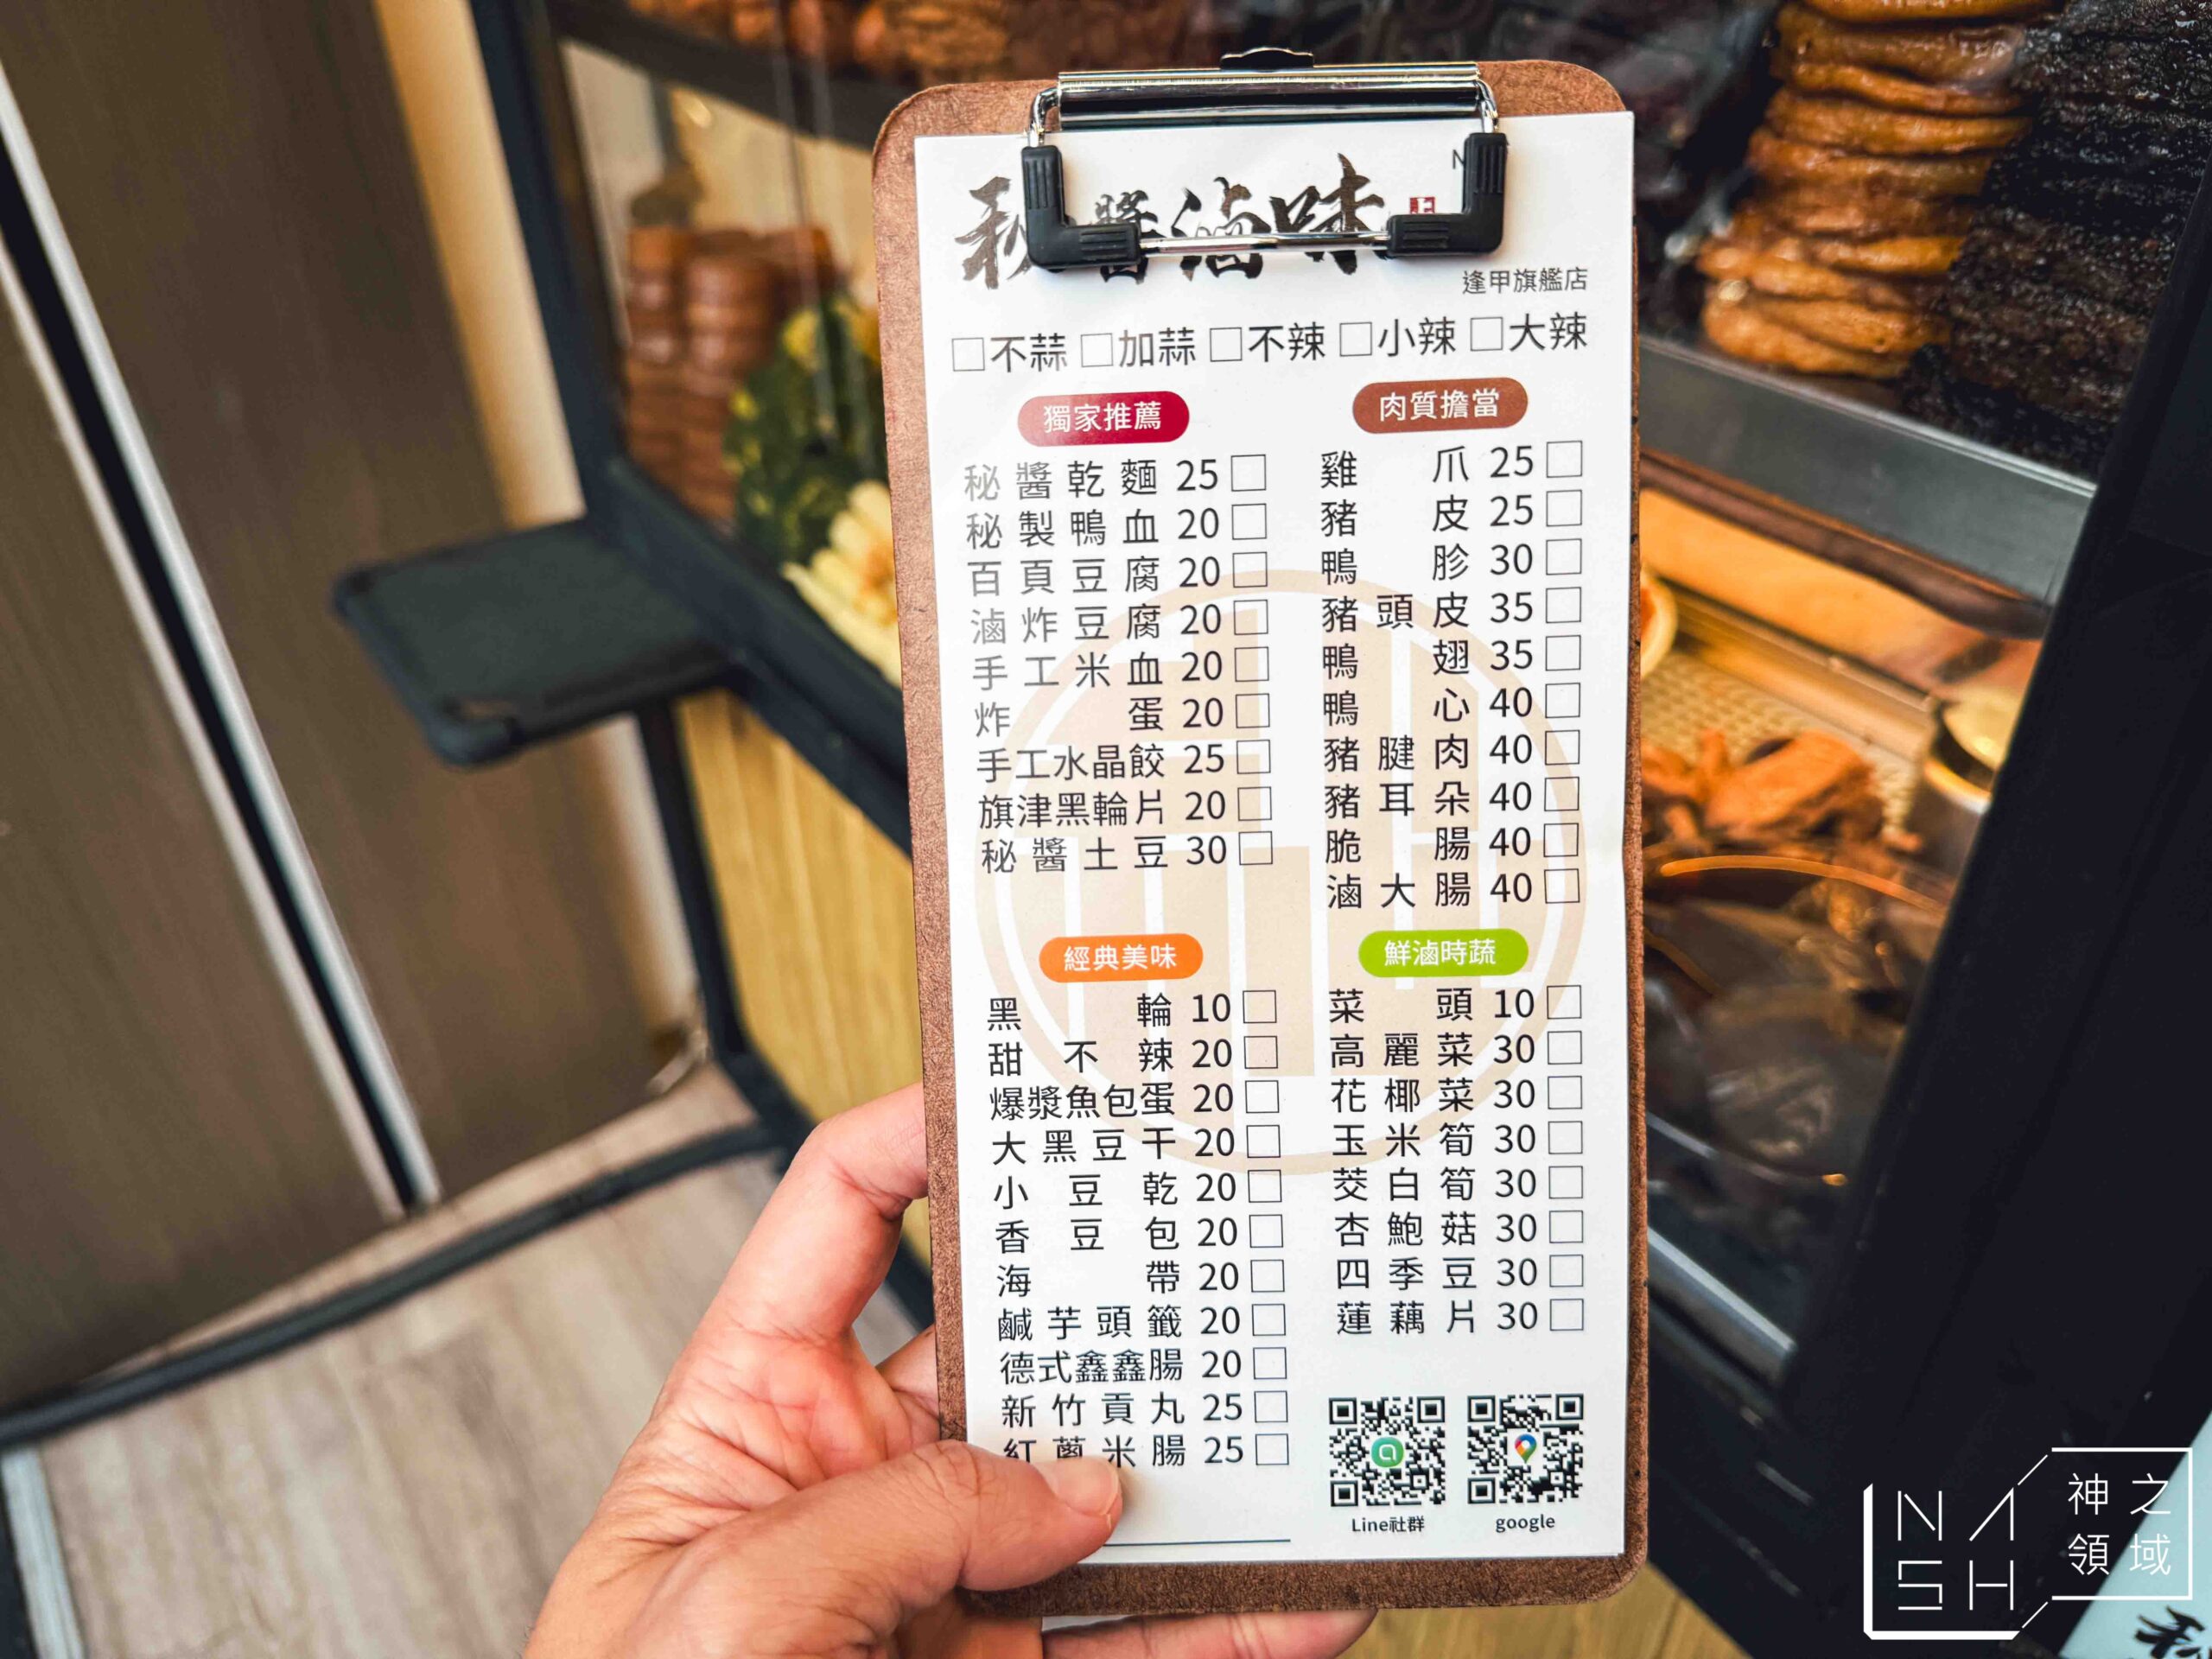 秘醬滷味
逢甲旗艦店
□不蒜 □加蒜 □不辣 □小辣 □大辣
獨家推薦
秘醬乾麵 25 □
秘製鴨血 20 □
百頁豆腐 20 □
滷炸豆腐 20 □
手工米血 20 □
炸蛋 20 □
手工水晶餃 25 □
旗津黑輪片 20 □
秘醬土豆 30 □
肉質擔當
雞爪 25 □
豬皮 25 □
鴨胗 30 □
豬頭皮 35 □
鴨翅 35 □
鴨心 40 □
豬腱肉 40 □
豬耳朵 40 □
脆腸 40 □
滷大腸 40 □
經典美味
黑輪 10 □
甜不辣 20 □
爆漿魚包蛋 20 □
大黑豆干 20 □
小豆乾 20 □
香豆包 20 □
海帶 20 □
鹹芋頭籤 20 □
德式鑫鑫腸 20 □
新竹貢丸 25 □
紅蔥米腸 25 □
鮮滷時蔬
菜頭 10 □
高麗菜 30 □
花椰菜 30 □
玉米筍 30 □
茭白筍 30 □
杏鮑菇 30 □
四季豆 30 □
蓮藕片 30 □
Line社群
google
NASH
神之領域